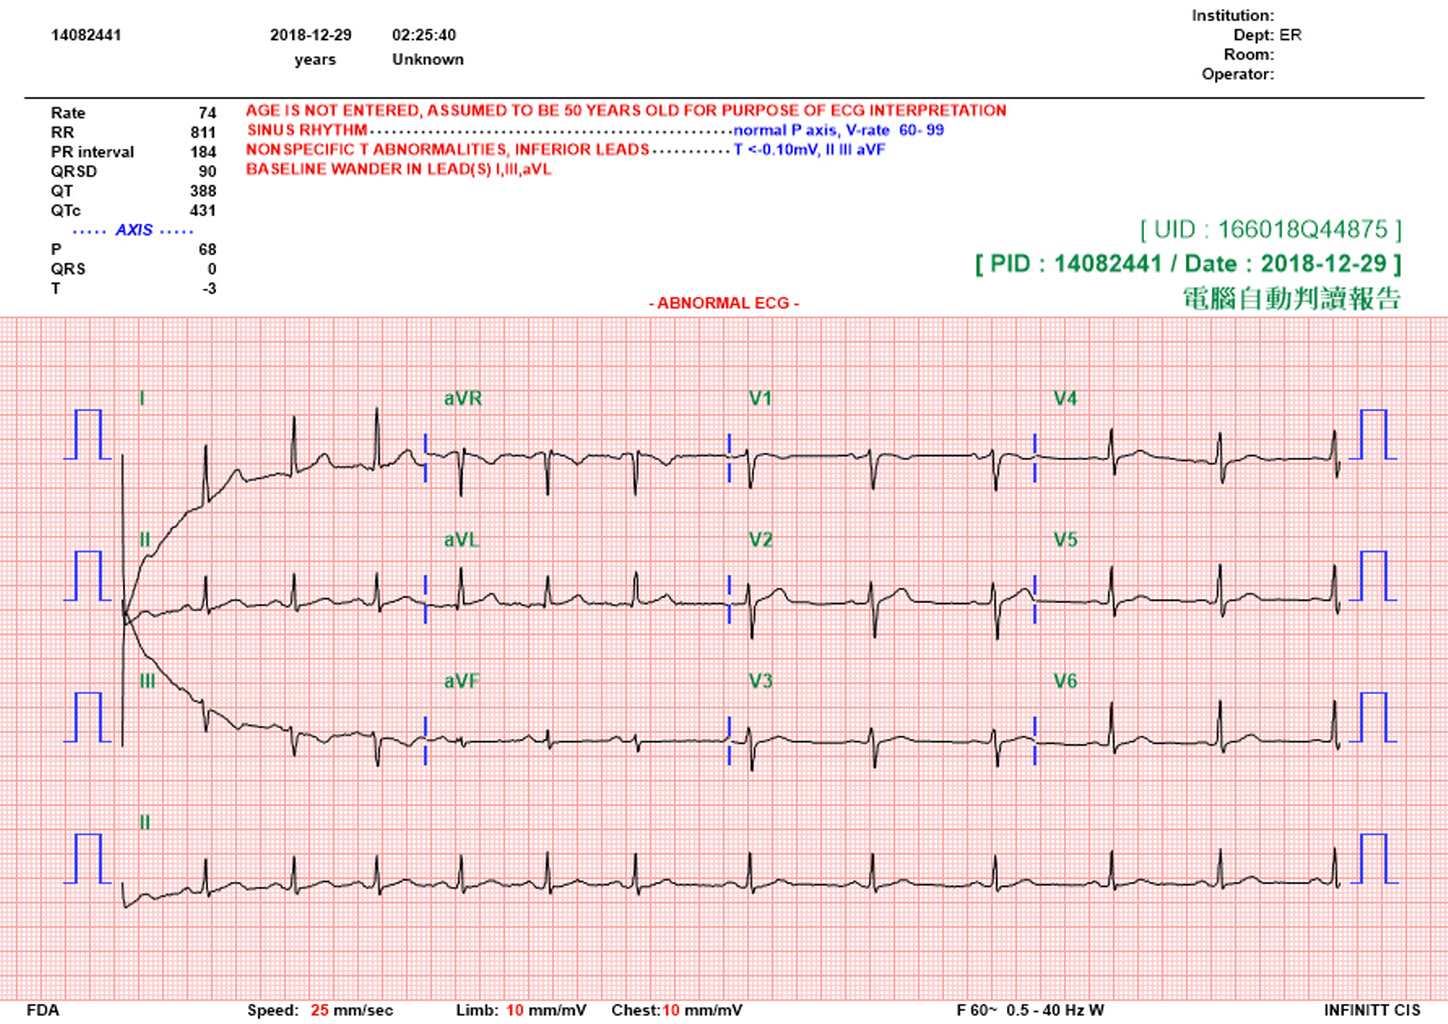 Institution:
14082441 2018-12-29 02:25:40 Dept: ER
years Unknown Room:
Operator:
Rate 74 AGE IS NOT ENTERED, ASSUMED TO BE 50 YEARS OLD FOR PURPOSE OF ECG INTERPRETATION
RR 811 SINUS RHYTHM normal P axis, V-rate 60- 99
PR interval 184 NONSPECIFIC T ABNORMALITIES, INFERIOR LEADS T <-0.10mV, II III aVF
QRSD 90 BASELINE WANDER IN LEAD(S) I,III,aVL
QT 388
QTc 431
····· AXIS ·····
P 68
QRS 0
T -3
[ UID : 166018Q44875 ]
[ PID : 14082441 / Date : 2018-12-29 ]
電腦自動判讀報告
- ABNORMAL ECG -
I aVR V1 V4
II aVL V2 V5
III aVF V3 V6
II
FDA Speed: 25 mm/sec Limb: 10 mm/mV Chest:10 mm/mV F 60~ 0.5 - 40 Hz W INFINITT CIS